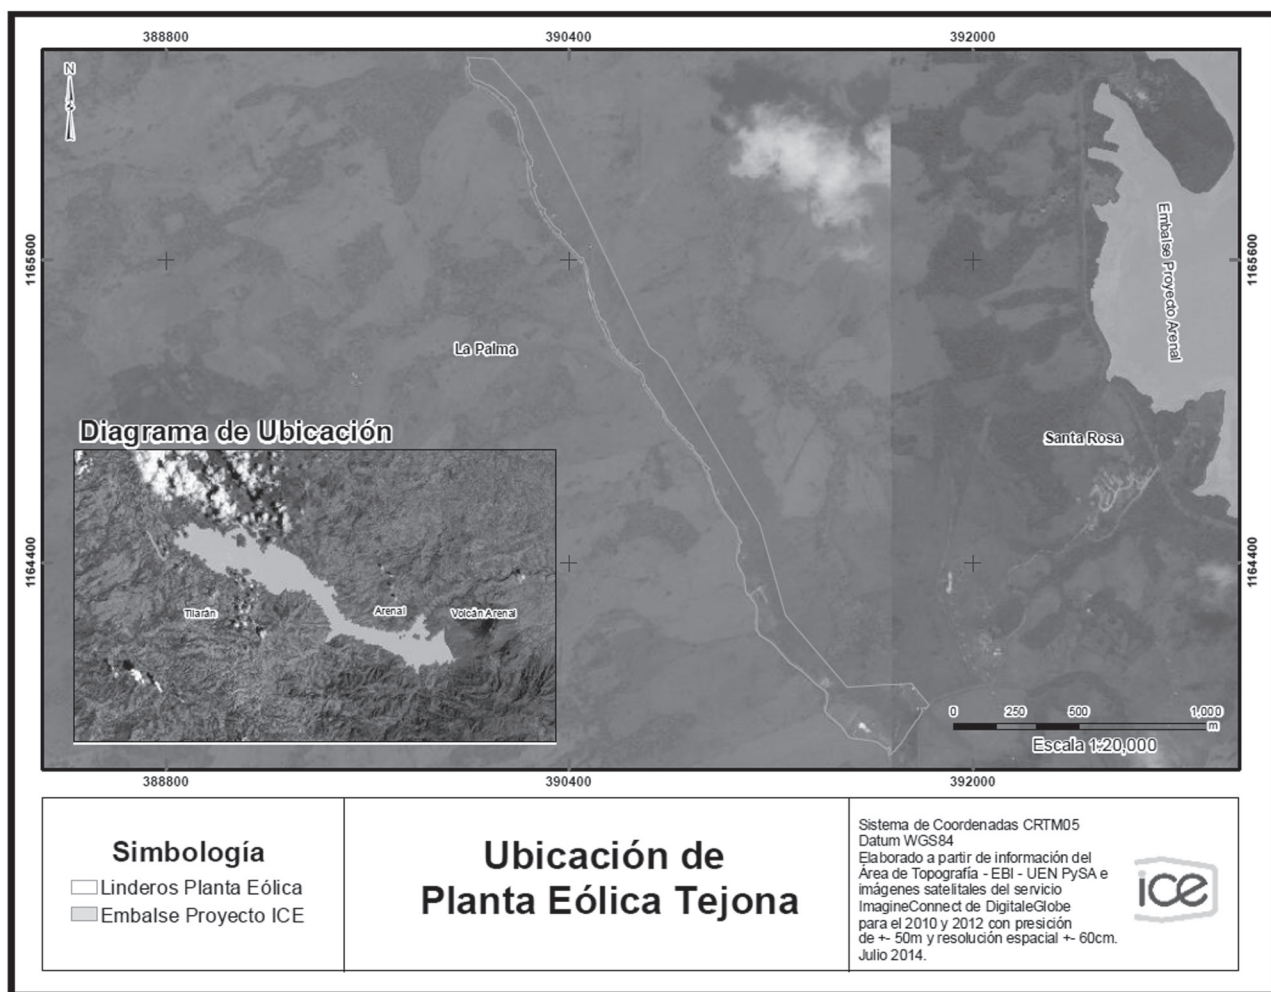 388800
390400
392000
N
1165600
1165600
Embalse Proyecto Arenal
La Palma
Santa Rosa
Diagrama de Ubicación
Tilarán
Arenal
Volcán Arenal
1164400
1164400
0 250 500 1,000
m
Escala 1:20,000
388800
390400
392000
Simbología
Linderos Planta Eólica
Embalse Proyecto ICE
Ubicación de
Planta Eólica Tejona
Sistema de Coordenadas CRTM05
Datum WGS84
Elaborado a partir de información del
Área de Topografía - EBI - UEN PySA e
imágenes satelitales del servicio
ImagineConnect de DigitaleGlobe
para el 2010 y 2012 con presición
de +- 50m y resolución espacial +- 60cm.
Julio 2014.
ice